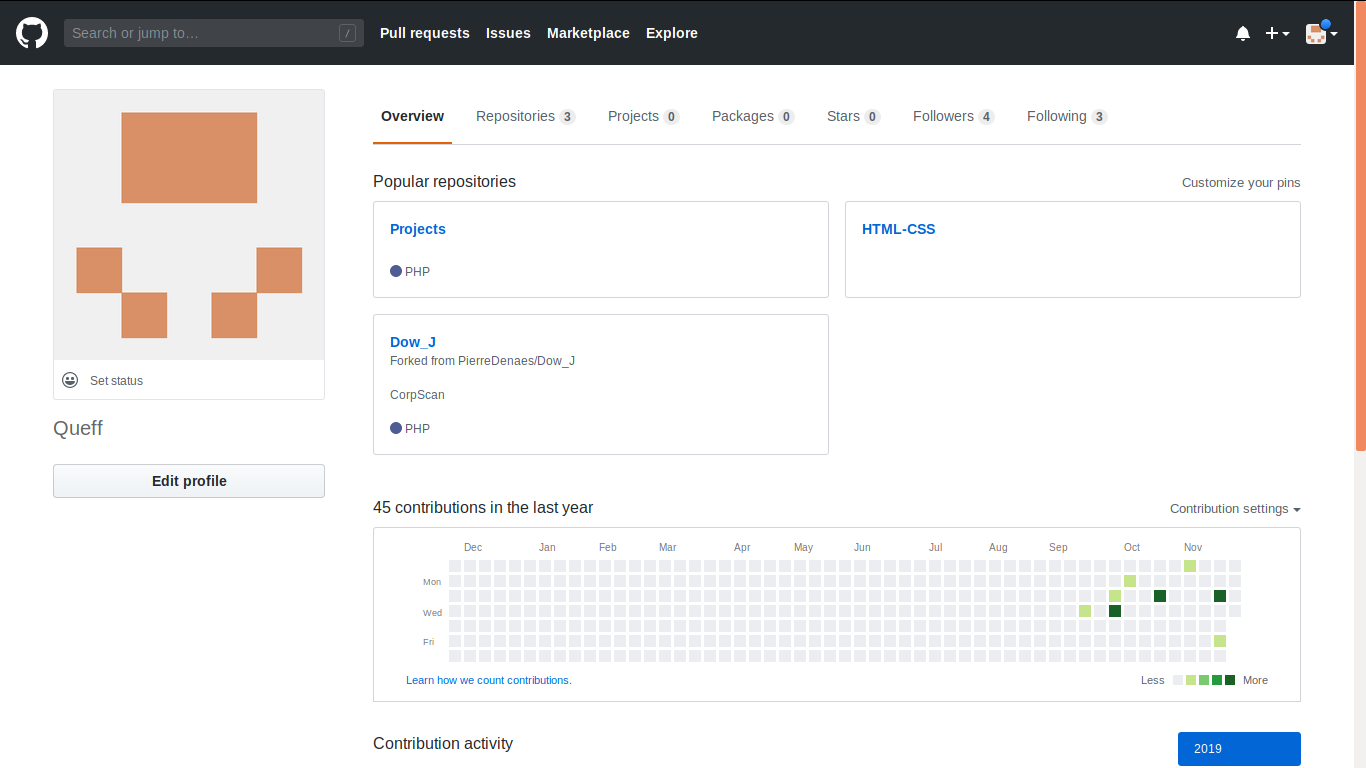 Search or jump to… / Pull requests Issues Marketplace Explore
Overview Repositories 3 Projects 0 Packages 0 Stars 0 Followers 4 Following 3
Popular repositories Customize your pins
Projects
PHP
HTML-CSS
Dow_J
Forked from PierreDenaes/Dow_J
CorpScan
PHP
Set status
Queff
Edit profile
45 contributions in the last year Contribution settings
Dec Jan Feb Mar Apr May Jun Jul Aug Sep Oct Nov
Mon
Wed
Fri
Learn how we count contributions. Less More
Contribution activity 2019